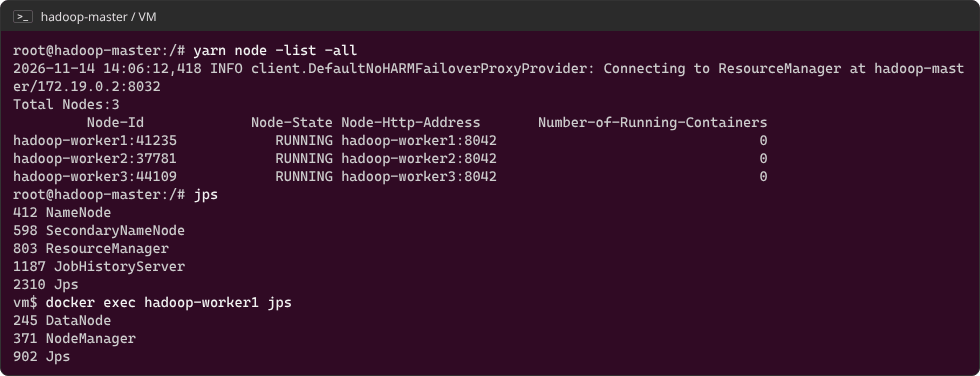 >_ hadoop-master / VM
root@hadoop-master:/# yarn node -list -all
2026-11-14 14:06:12,418 INFO client.DefaultNoHARMFailoverProxyProvider: Connecting to ResourceManager at hadoop-mast
er/172.19.0.2:8032
Total Nodes:3
         Node-Id	     Node-State	Node-Http-Address	Number-of-Running-Containers
hadoop-worker1:41235	        RUNNING	hadoop-worker1:8042	                           0
hadoop-worker2:37781	        RUNNING	hadoop-worker2:8042	                           0
hadoop-worker3:44109	        RUNNING	hadoop-worker3:8042	                           0
root@hadoop-master:/# jps
412 NameNode
598 SecondaryNameNode
803 ResourceManager
1187 JobHistoryServer
2310 Jps
vm$ docker exec hadoop-worker1 jps
245 DataNode
371 NodeManager
902 Jps